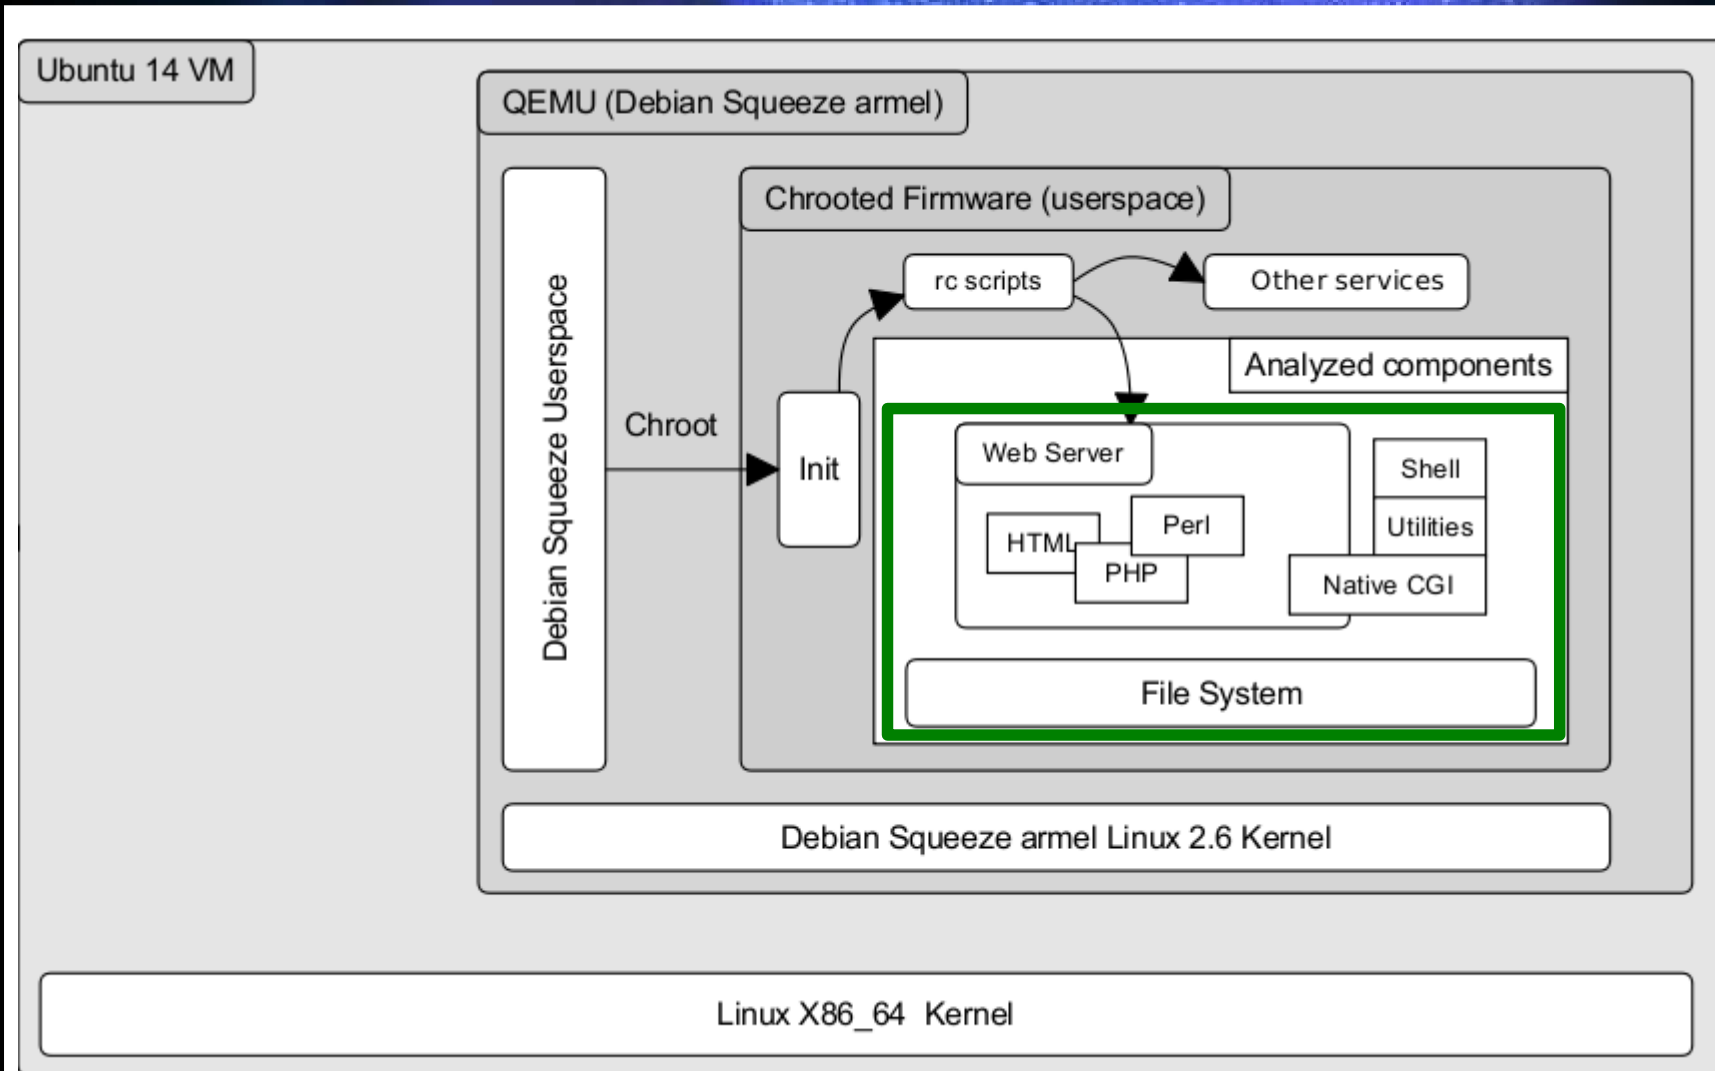 Ubuntu 14 VM
QEMU (Debian Squeeze armel)
Debian Squeeze Userspace
Chrooted Firmware (userspace)
rc scripts
Other services
Analyzed components
Chroot
Init
Web Server
Shell
Perl
Utilities
HTML
PHP
Native CGI
File System
Debian Squeeze armel Linux 2.6 Kernel
Linux X86_64 Kernel